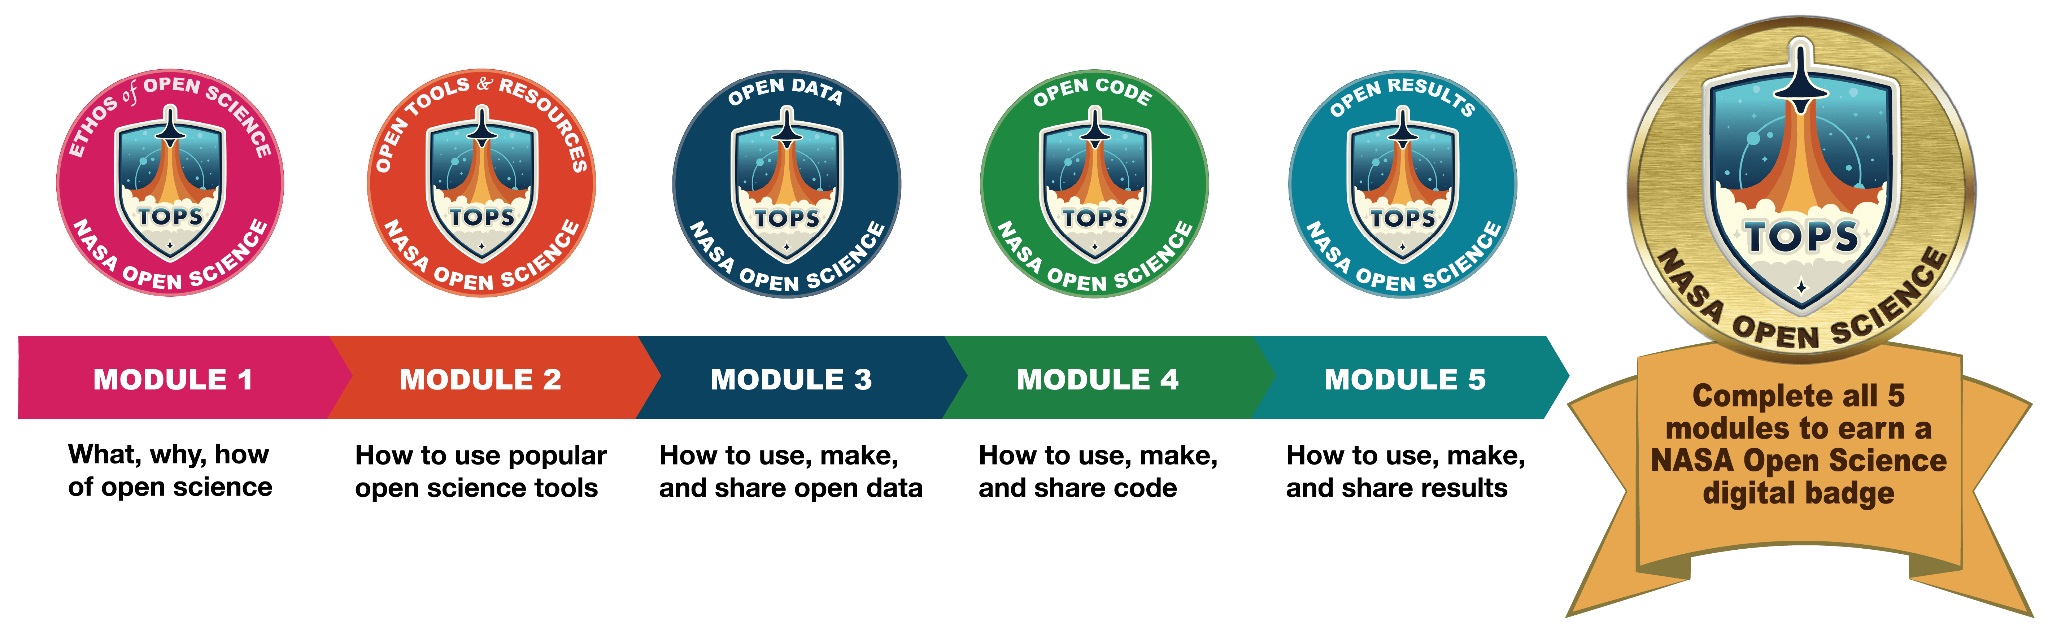 ETHOS of OPEN SCIENCE
TOPS
NASA OPEN SCIENCE
OPEN TOOLS & RESOURCES
TOPS
NASA OPEN SCIENCE
OPEN DATA
TOPS
NASA OPEN SCIENCE
OPEN CODE
TOPS
NASA OPEN SCIENCE
OPEN RESULTS
TOPS
NASA OPEN SCIENCE
TOPS
NASA OPEN SCIENCE
MODULE 1
MODULE 2
MODULE 3
MODULE 4
MODULE 5
What, why, how
of open science
How to use popular
open science tools
How to use, make,
and share open data
How to use, make,
and share code
How to use, make,
and share results
Complete all 5
modules to earn a
NASA Open Science
digital badge